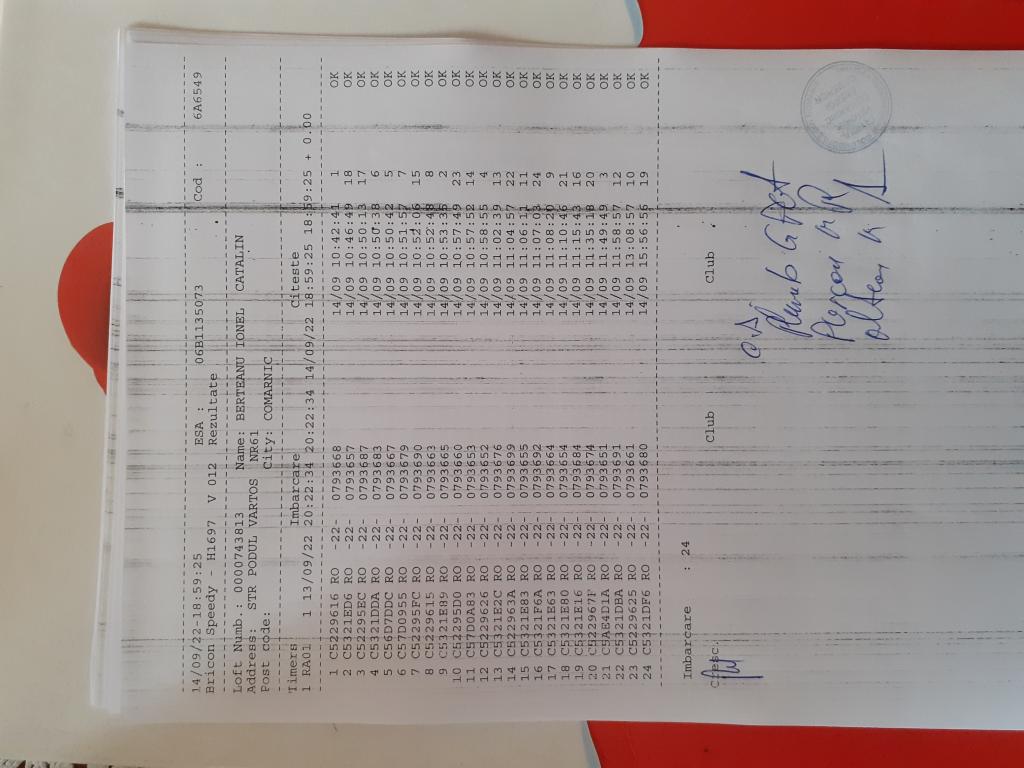 14/09/22-18:59:25 ESA : 06B1135073 Cod : 6A6549
Bricon Speedy - H1697 V 012 Rezultate
Loft Numb.: 0000743813 Name: BERTEANU IONEL CATALIN
Address: STR PODUL VARTOS NR61
Post code: City: COMARNIC
Timers Imbarcare Citeste
1 RA01 1 13/09/22 20:22:34 20:22:34 14/09/22 18:59:25 18:59:25 + 0.00
1 C5229616 RO -22- 0793668 14/09 10:42:41 1 OK
2 C5321ED6 RO -22- 0793657 14/09 10:46:49 18 OK
3 C52295EC RO -22- 0793687 14/09 10:50:13 17 OK
4 C5321DDA RO -22- 0793683 14/09 10:50:38 6 OK
5 C56D7DDC RO -22- 0793667 14/09 10:50:42 5 OK
6 C57D0955 RO -22- 0793679 14/09 10:51:57 7 OK
7 C52295FC RO -22- 0793690 14/09 10:52:06 15 OK
8 C5229615 RO -22- 0793663 14/09 10:52:48 8 OK
9 C5321E89 RO -22- 0793665 14/09 10:53:35 2 OK
10 C52295D0 RO -22- 0793660 14/09 10:57:49 23 OK
11 C57D0A83 RO -22- 0793653 14/09 10:57:52 14 OK
12 C5229626 RO -22- 0793652 14/09 10:58:55 4 OK
13 C5321E2C RO -22- 0793676 14/09 11:02:39 13 OK
14 C522963A RO -22- 0793699 14/09 11:04:57 22 OK
15 C5321E83 RO -22- 0793655 14/09 11:06:11 11 OK
16 C5321F6A RO -22- 0793692 14/09 11:07:03 24 OK
17 C5321E63 RO -22- 0793664 14/09 11:08:20 9 OK
18 C5321E80 RO -22- 0793654 14/09 11:10:46 21 OK
19 C5321E16 RO -22- 0793684 14/09 11:15:43 16 OK
20 C522967F RO -22- 0793674 14/09 11:35:18 20 OK
21 C5AE4D1A RO -22- 0793651 14/09 11:49:49 3 OK
22 C5321DBA RO -22- 0793691 14/09 11:58:57 12 OK
23 C5229625 RO -22- 0793661 14/09 13:08:57 10 OK
24 C5321DF6 RO -22- 0793680 14/09 15:56:56 19 OK
Imbarcare : 24
Club Club